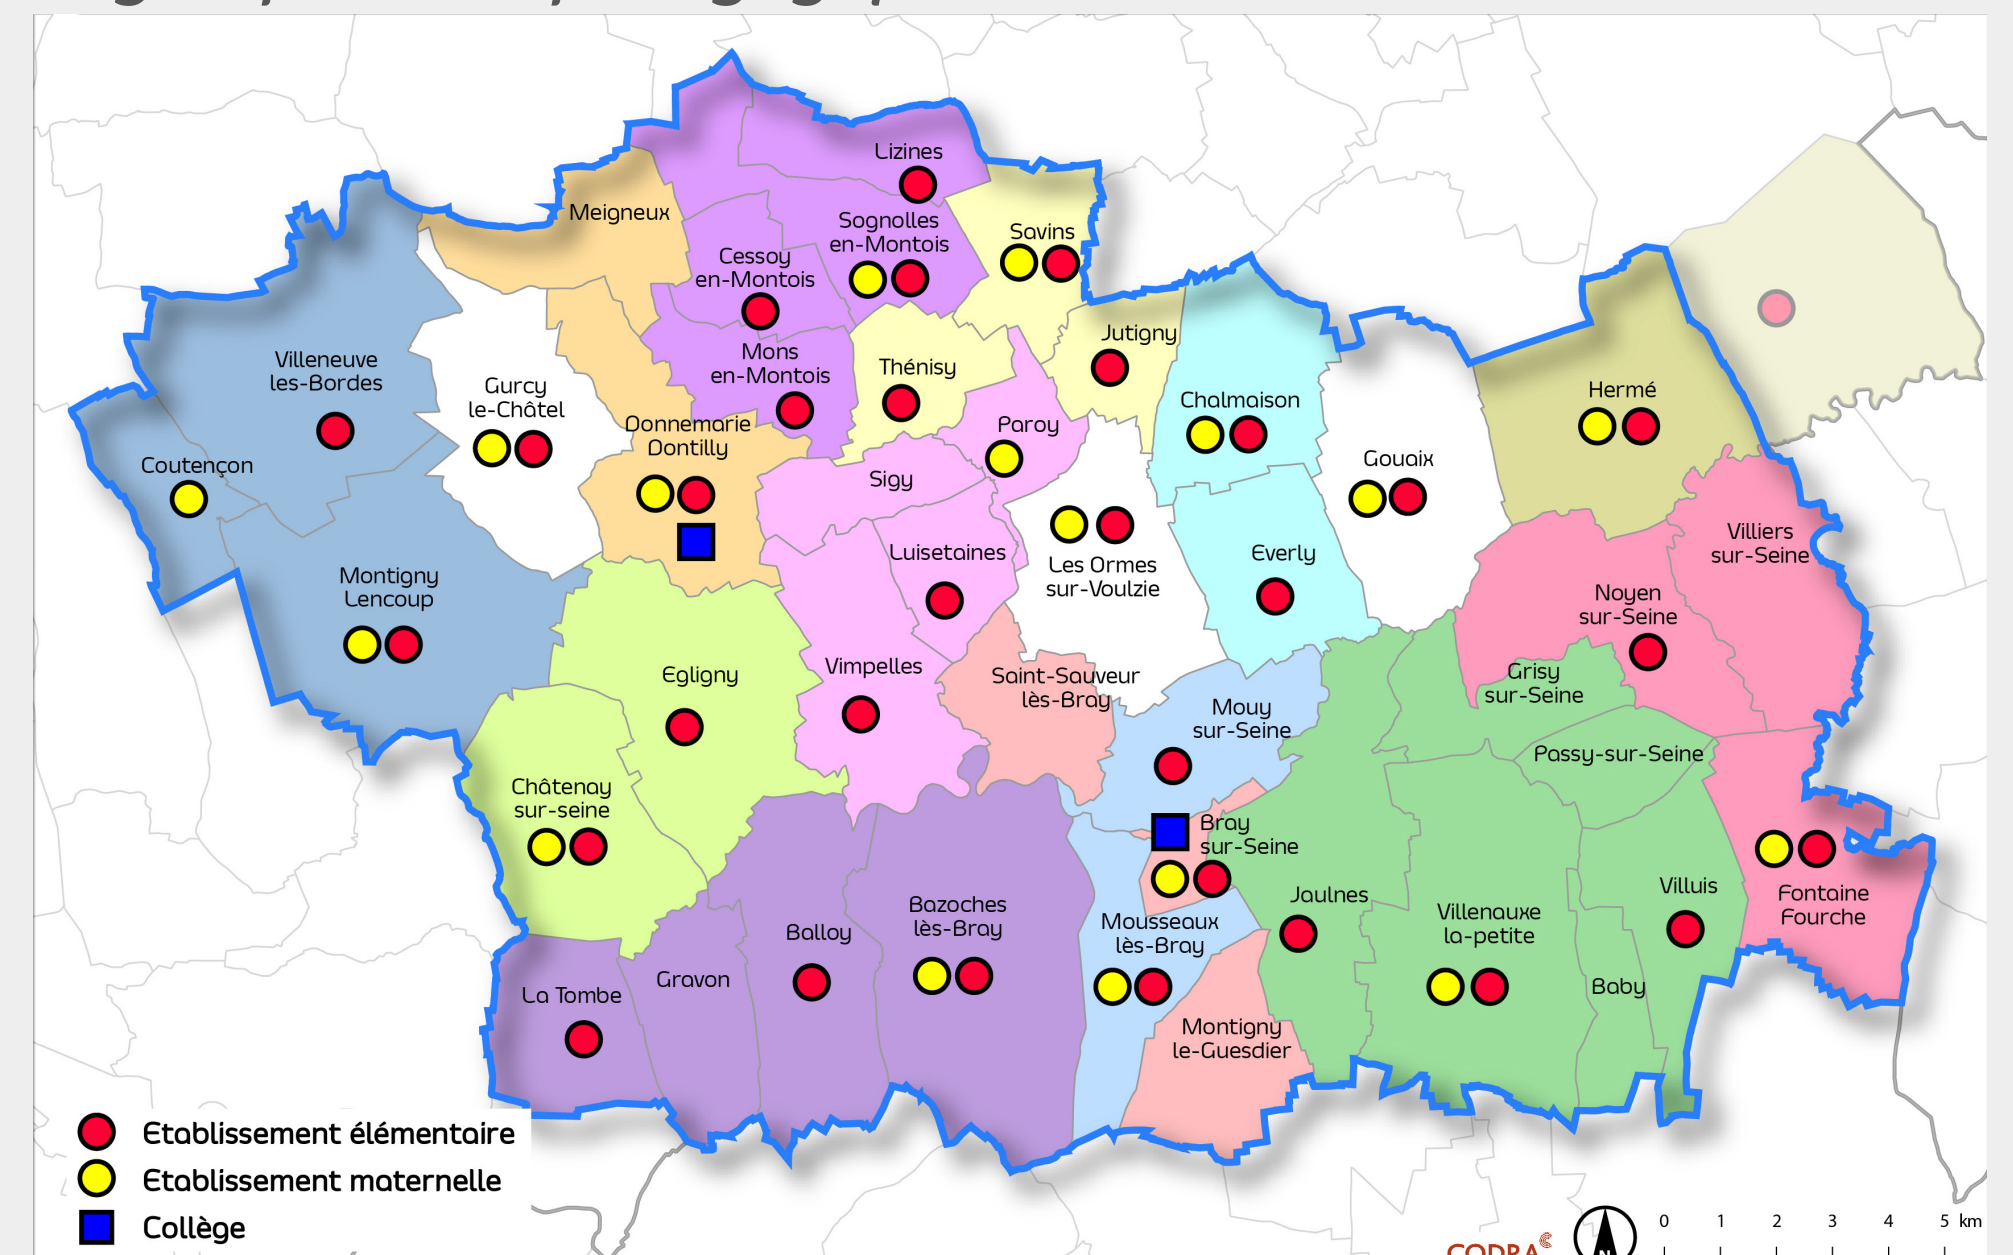 Lizines
Meigneux
Sognolles
en-Montois
Savins
Cessoy
en-Montois
Jutigny
Villeneuve
les-Bordes
Mons
en-Montois
Thénisy
Gurcy
le-Châtel
Chalmaison
Hermé
Donnemarie
Dontilly
Paroy
Coutençon
Sigy
Gouaix
Villiers
sur-Seine
Luisetaines
Les Ormes
sur-Voulzie
Everly
Montigny
Lencoup
Noyen
sur-Seine
Egligny
Vimpelles
Saint-Sauveur
lès-Bray
Grisy
sur-Seine
Mouy
sur-Seine
Passy-sur-Seine
Châtenay
sur-seine
Bray
sur-Seine
Jaulnes
Villuis
Fontaine
Fourche
Bazoches
lès-Bray
Balloy
Mousseaux
lès-Bray
Villenauxe
la-petite
La Tombe
Gravon
Baby
Montigny
le-Guesdier
Etablissement élémentaire
Etablissement maternelle
Collège
CODRA
N
0 1 2 3 4 5 km